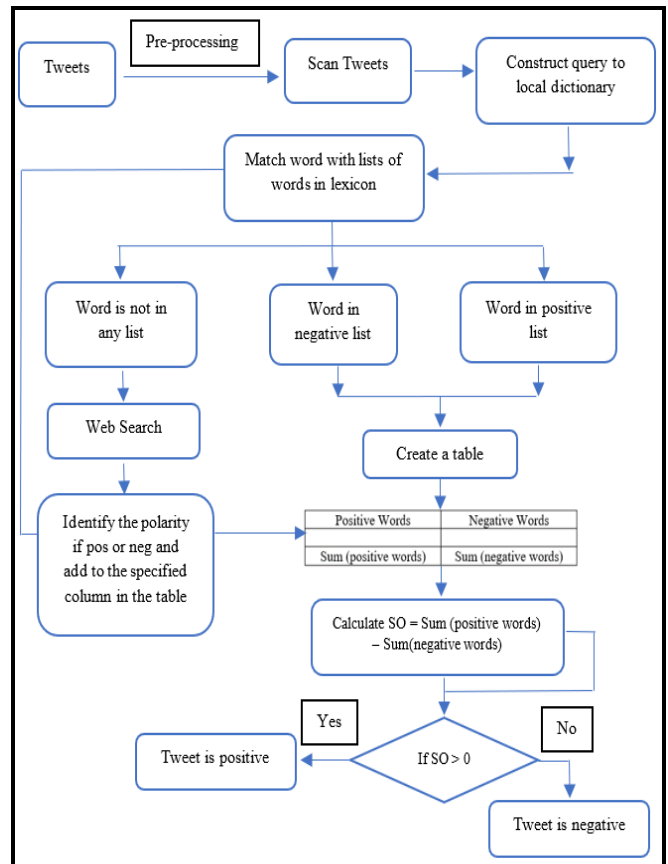 Pre-processing
Tweets
Scan Tweets
Construct query to
local dictionary
Match word with lists of
words in lexicon
Word is not in
any list
Word in
negative list
Word in positive
list
Web Search
Create a table
Identify the polarity
if pos or neg and
add to the specified
column in the table
Positive Words
Negative Words
Sum (positive words)
Sum (negative words)
Calculate SO = Sum (positive words)
– Sum(negative words)
Yes
No
Tweet is positive
If SO > 0
Tweet is negative